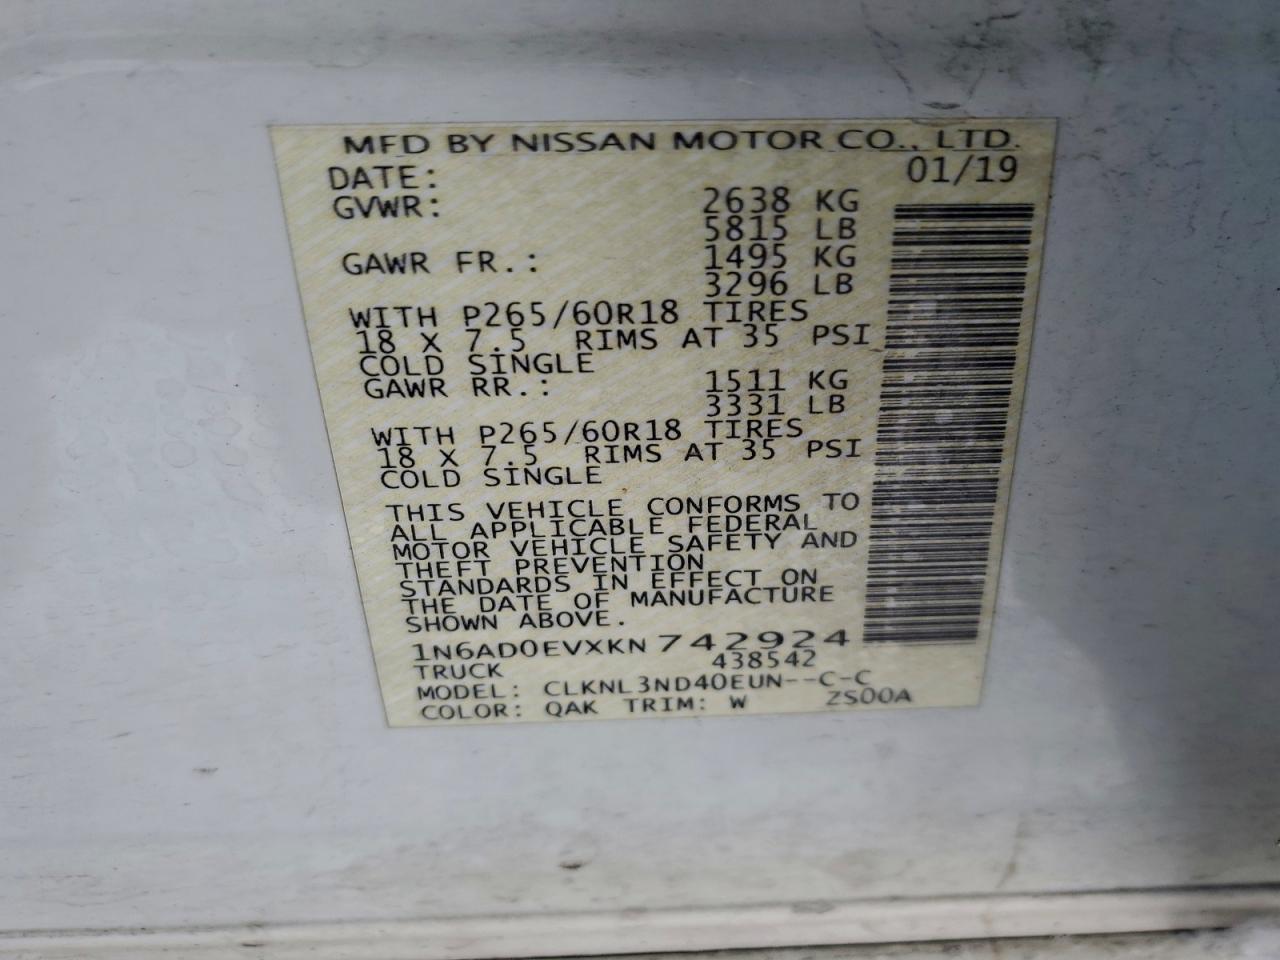 MFD BY NISSAN MOTOR CO., LTD.
DATE: 01/19
GVWR: 2638 KG
5815 LB
GAWR FR.: 1495 KG
3296 LB
WITH P265/60R18 TIRES
18 X 7.5 RIMS AT 35 PSI
COLD SINGLE
GAWR RR.: 1511 KG
3331 LB
WITH P265/60R18 TIRES
18 X 7.5 RIMS AT 35 PSI
COLD SINGLE
THIS VEHICLE CONFORMS TO
ALL APPLICABLE FEDERAL
MOTOR VEHICLE SAFETY AND
THEFT PREVENTION
STANDARDS IN EFFECT ON
THE DATE OF MANUFACTURE
SHOWN ABOVE.
1N6AD0EVXKN 742924
TRUCK 438542
MODEL: CLKNL3ND40EUN--C-C
COLOR: QAK TRIM: W ZS00A